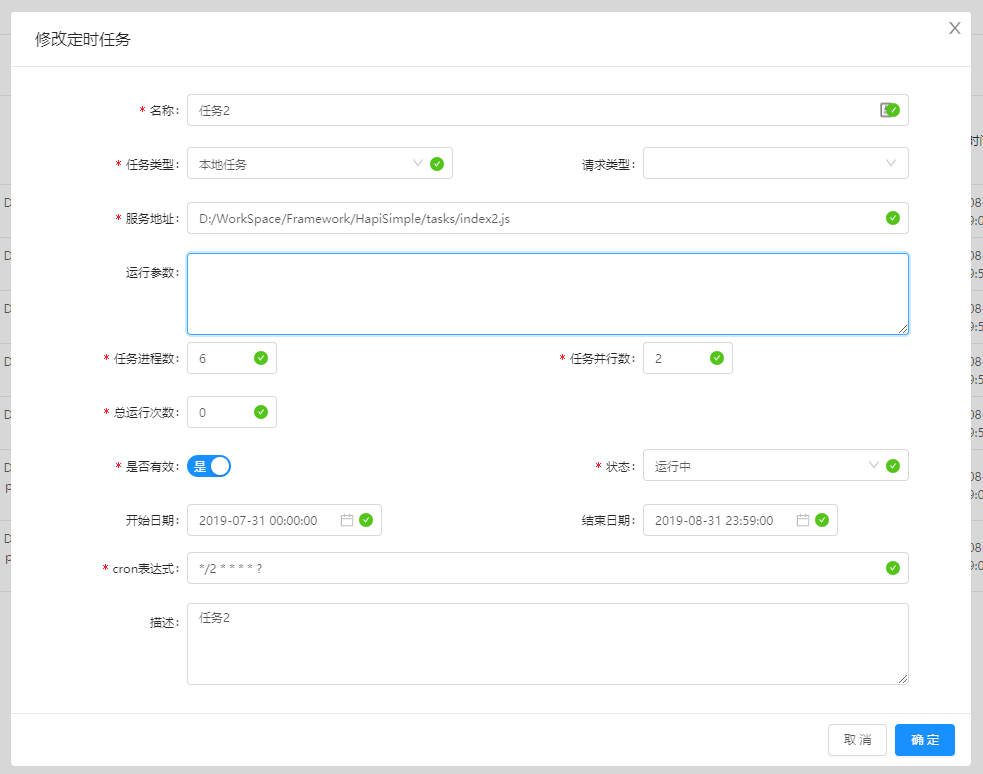 修改定时任务
* 名称: 任务2
* 任务类型: 本地任务 请求类型:
* 服务地址: D:/WorkSpace/Framework/HapiSimple/tasks/index2.js
运行参数:
* 任务进程数: 6 * 任务并行数: 2
* 总运行次数: 0
* 是否有效: 是 * 状态: 运行中
开始日期: 2019-07-31 00:00:00 结束日期: 2019-08-31 23:59:00
* cron表达式: */2 * * * * ?
描述: 任务2
取 消 确 定